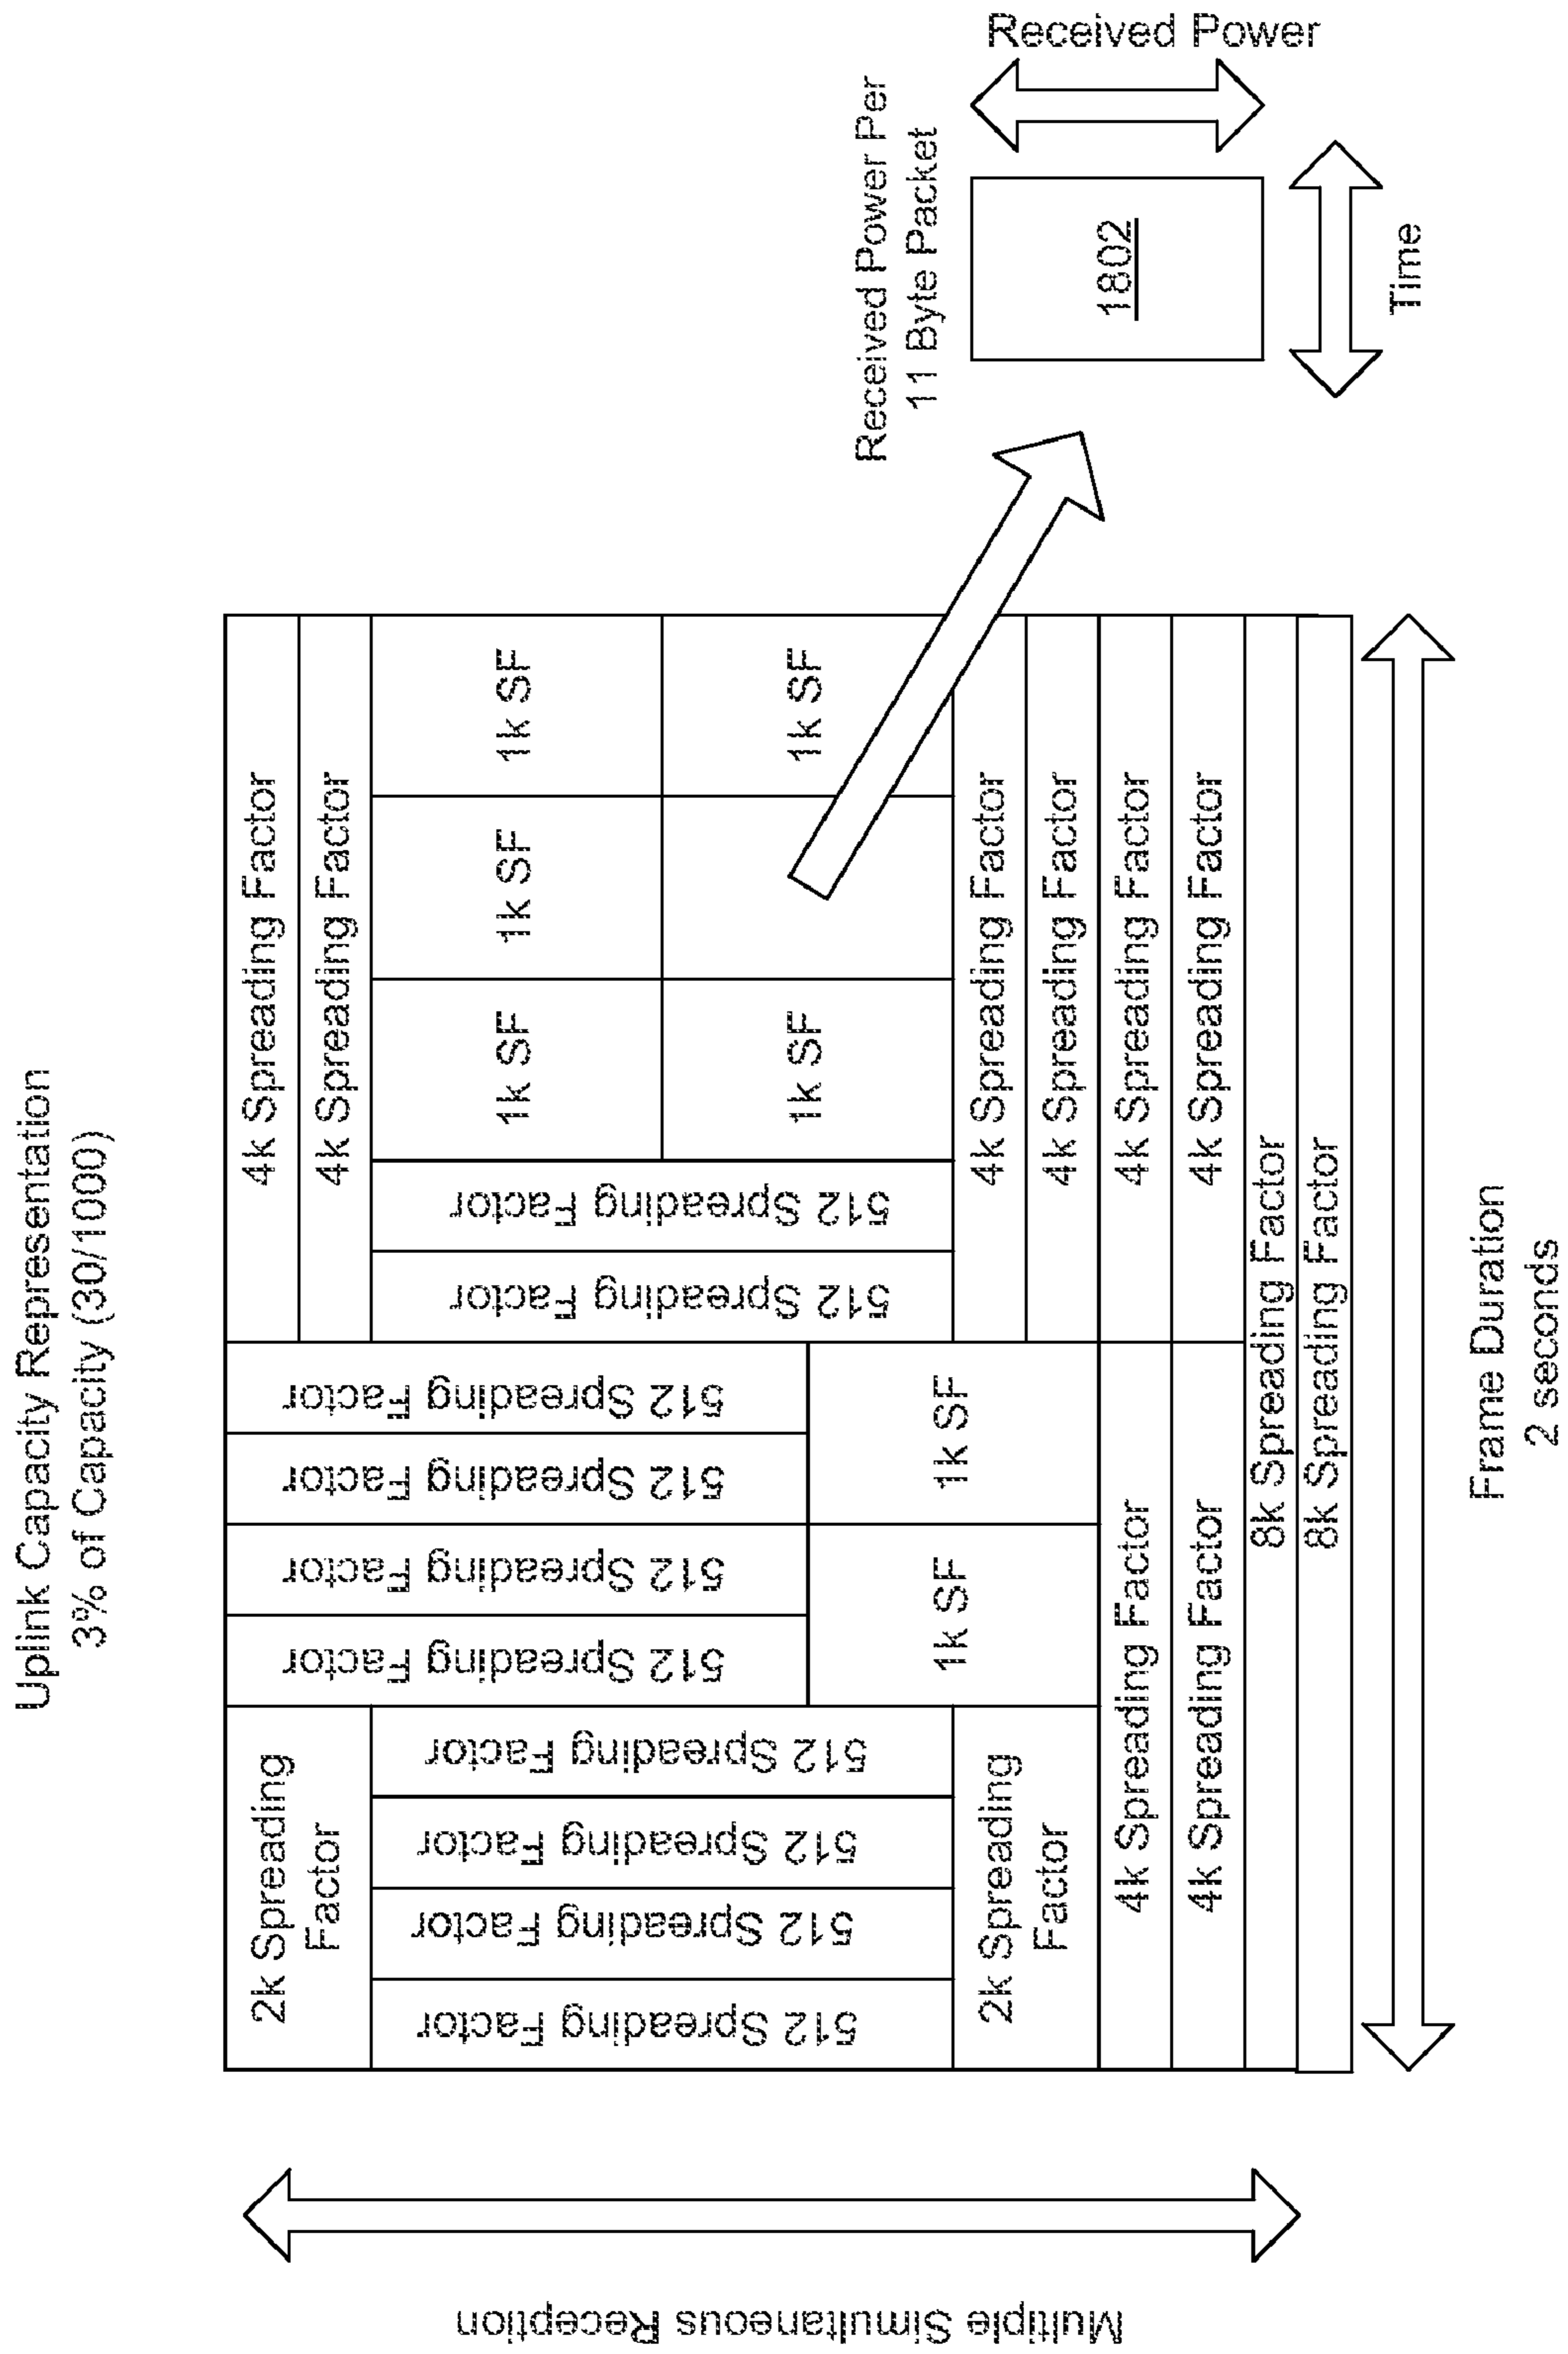 Uplink Capacity Representation
3% of Capacity (30/1000)
Multiple Simultaneous Reception
2k Spreading
Factor
512 Spreading Factor
512 Spreading Factor
512 Spreading Factor
512 Spreading Factor
2k Spreading
Factor
512 Spreading Factor
512 Spreading Factor
512 Spreading Factor
512 Spreading Factor
1k SF
1k SF
4k Spreading Factor
4k Spreading Factor
512 Spreading Factor
512 Spreading Factor
1k SF
1k SF
1k SF
1k SF
1k SF
4k Spreading Factor
4k Spreading Factor
4k Spreading Factor
4k Spreading Factor
4k Spreading Factor
4k Spreading Factor
8k Spreading Factor
8k Spreading Factor
Frame Duration
2 seconds
Received Power Per
11 Byte Packet
1802
Received Power
Time